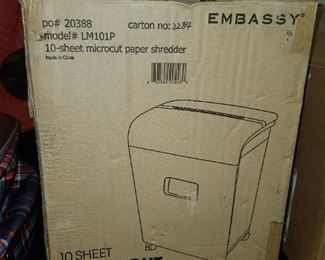 po# 20388 carton no: 2284 EMBASSY
model# LM101P
10-sheet microcut paper shredder
Made in China
10 SHEET